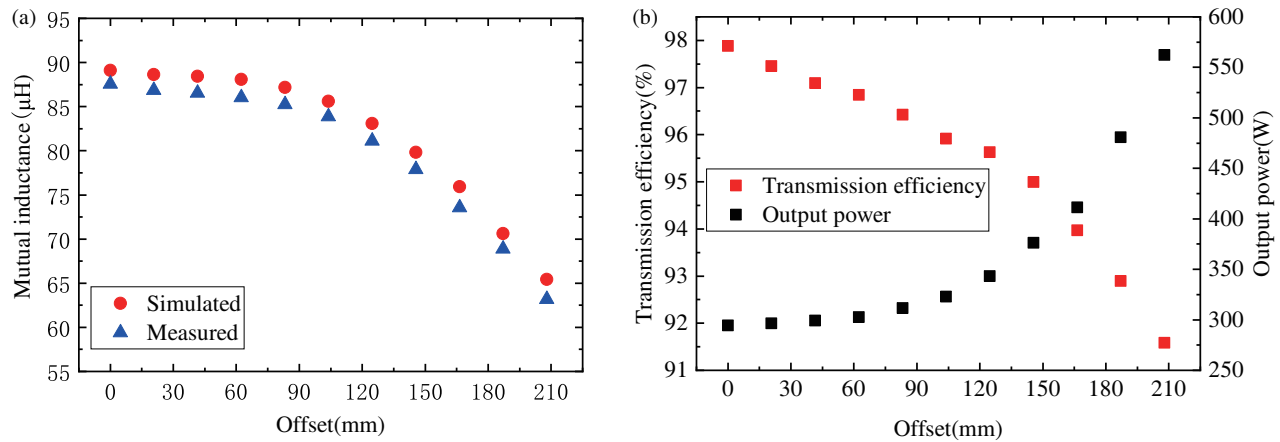 (a)
95
90
85
80
75
70
65
60
55
Mutual inductance (μH)
Simulated
Measured
0 30 60 90 120 150 180 210
Offset(mm)
(b)
98
97
96
95
94
93
92
91
Transmission efficiency(%)
Transmission efficiency
Output power
600
550
500
450
400
350
300
250
Output power(W)
0 30 60 90 120 150 180 210
Offset(mm)